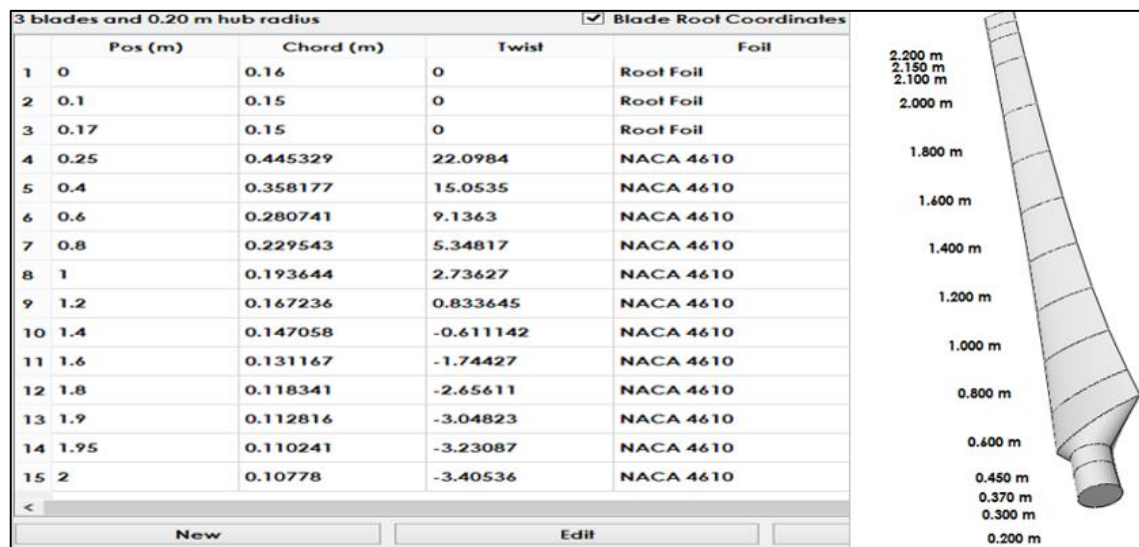 3 blades and 0.20 m hub radius ✓ Blade Root Coordinates
Pos (m) Chord (m) Twist Foil
1 0 0.16 0 Root Foil
2 0.1 0.15 0 Root Foil
3 0.17 0.15 0 Root Foil
4 0.25 0.445329 22.0984 NACA 4610
5 0.4 0.358177 15.0535 NACA 4610
6 0.6 0.280741 9.1363 NACA 4610
7 0.8 0.229543 5.34817 NACA 4610
8 1 0.193644 2.73627 NACA 4610
9 1.2 0.167236 0.833645 NACA 4610
10 1.4 0.147058 -0.611142 NACA 4610
11 1.6 0.131167 -1.74427 NACA 4610
12 1.8 0.118341 -2.65611 NACA 4610
13 1.9 0.112816 -3.04823 NACA 4610
14 1.95 0.110241 -3.23087 NACA 4610
15 2 0.10778 -3.40536 NACA 4610
<
New Edit
2.200 m
2.150 m
2.100 m
2.000 m
1.800 m
1.600 m
1.400 m
1.200 m
1.000 m
0.800 m
0.600 m
0.450 m
0.370 m
0.300 m
0.200 m